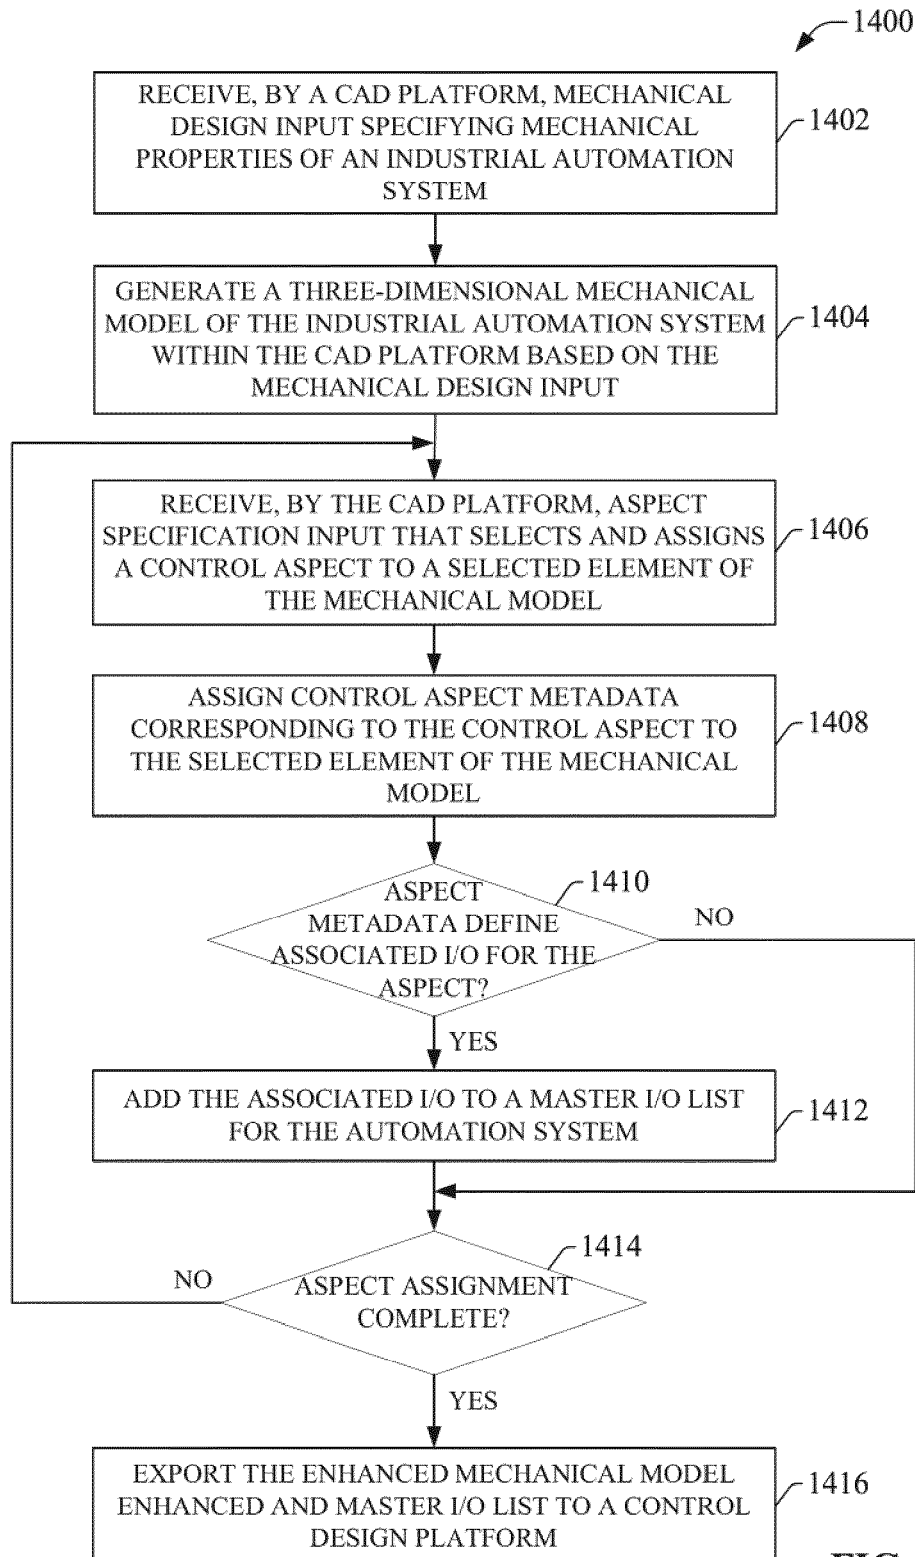 1400
RECEIVE, BY A CAD PLATFORM, MECHANICAL
DESIGN INPUT SPECIFYING MECHANICAL
PROPERTIES OF AN INDUSTRIAL AUTOMATION
SYSTEM
1402
GENERATE A THREE-DIMENSIONAL MECHANICAL
MODEL OF THE INDUSTRIAL AUTOMATION SYSTEM
WITHIN THE CAD PLATFORM BASED ON THE
MECHANICAL DESIGN INPUT
1404
RECEIVE, BY THE CAD PLATFORM, ASPECT
SPECIFICATION INPUT THAT SELECTS AND ASSIGNS
A CONTROL ASPECT TO A SELECTED ELEMENT OF
THE MECHANICAL MODEL
1406
ASSIGN CONTROL ASPECT METADATA
CORRESPONDING TO THE CONTROL ASPECT TO
THE SELECTED ELEMENT OF THE MECHANICAL
MODEL
1408
ASPECT
METADATA DEFINE
ASSOCIATED I/O FOR THE
ASPECT?
1410
NO
YES
ADD THE ASSOCIATED I/O TO A MASTER I/O LIST
FOR THE AUTOMATION SYSTEM
1412
ASPECT ASSIGNMENT
COMPLETE?
1414
NO
YES
EXPORT THE ENHANCED MECHANICAL MODEL
ENHANCED AND MASTER I/O LIST TO A CONTROL
DESIGN PLATFORM
1416